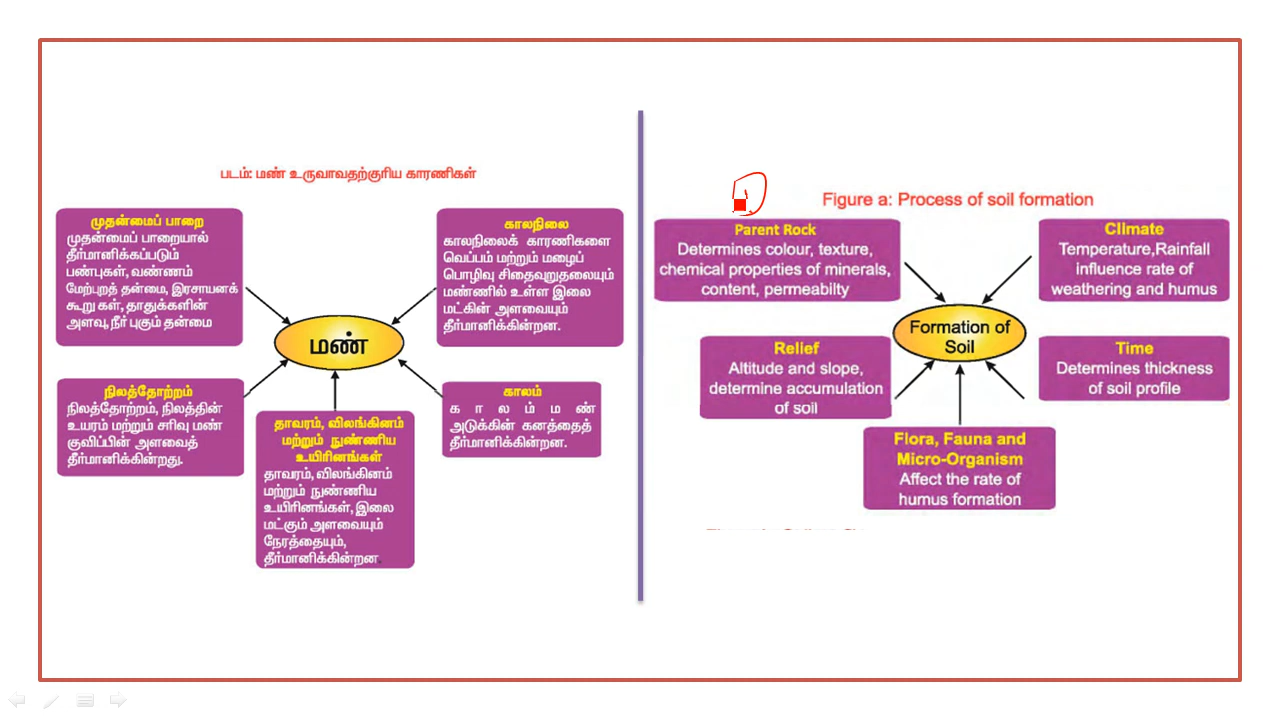 படம்: மண் உருவாவதற்குரிய காரணிகள்
முதன்மைப் பாறை
முதன்மைப் பாறையால்
தீர்மானிக்கப்படும்
பண்புகள், வண்ணம்
மேற்புறத் தன்மை, இரசாயனக்
கூறு கள், தாதுக்களின்
அளவு, நீர் புகும் தன்மை
காலநிலை
காலநிலைக் காரணிகளை
வெப்பம் மற்றும் மழைப்
பொழிவு சிதைவுறுதலையும்
மண்ணில் உள்ள இலை
மட்கின் அளவையும்
தீர்மானிக்கின்றன.
மண்
நிலத்தோற்றம்
நிலத்தோற்றம், நிலத்தின்
உயரம் மற்றும் சரிவு மண்
குவிப்பின் அளவைத்
தீர்மானிக்கின்றது.
தாவரம், விலங்கினம்
மற்றும் நுண்ணிய
உயிரினங்கள்
தாவரம், விலங்கினம்
மற்றும் நுண்ணிய
உயிரினங்கள், இலை
மட்கும் அளவையும்
நேரத்தையும்,
தீர்மானிக்கின்றன.
காலம்
கா ல ம் ம ண்
அடுக்கின் கனத்தைத்
தீர்மானிக்கின்றன.
Figure a: Process of soil formation
Parent Rock
Determines colour, texture,
chemical properties of minerals,
content, permeabilty
Climate
Temperature,Rainfall
influence rate of
weathering and humus
Formation of
Soil
Relief
Altitude and slope,
determine accumulation
of soil
Time
Determines thickness
of soil profile
Flora, Fauna and
Micro-Organism
Affect the rate of
humus formation